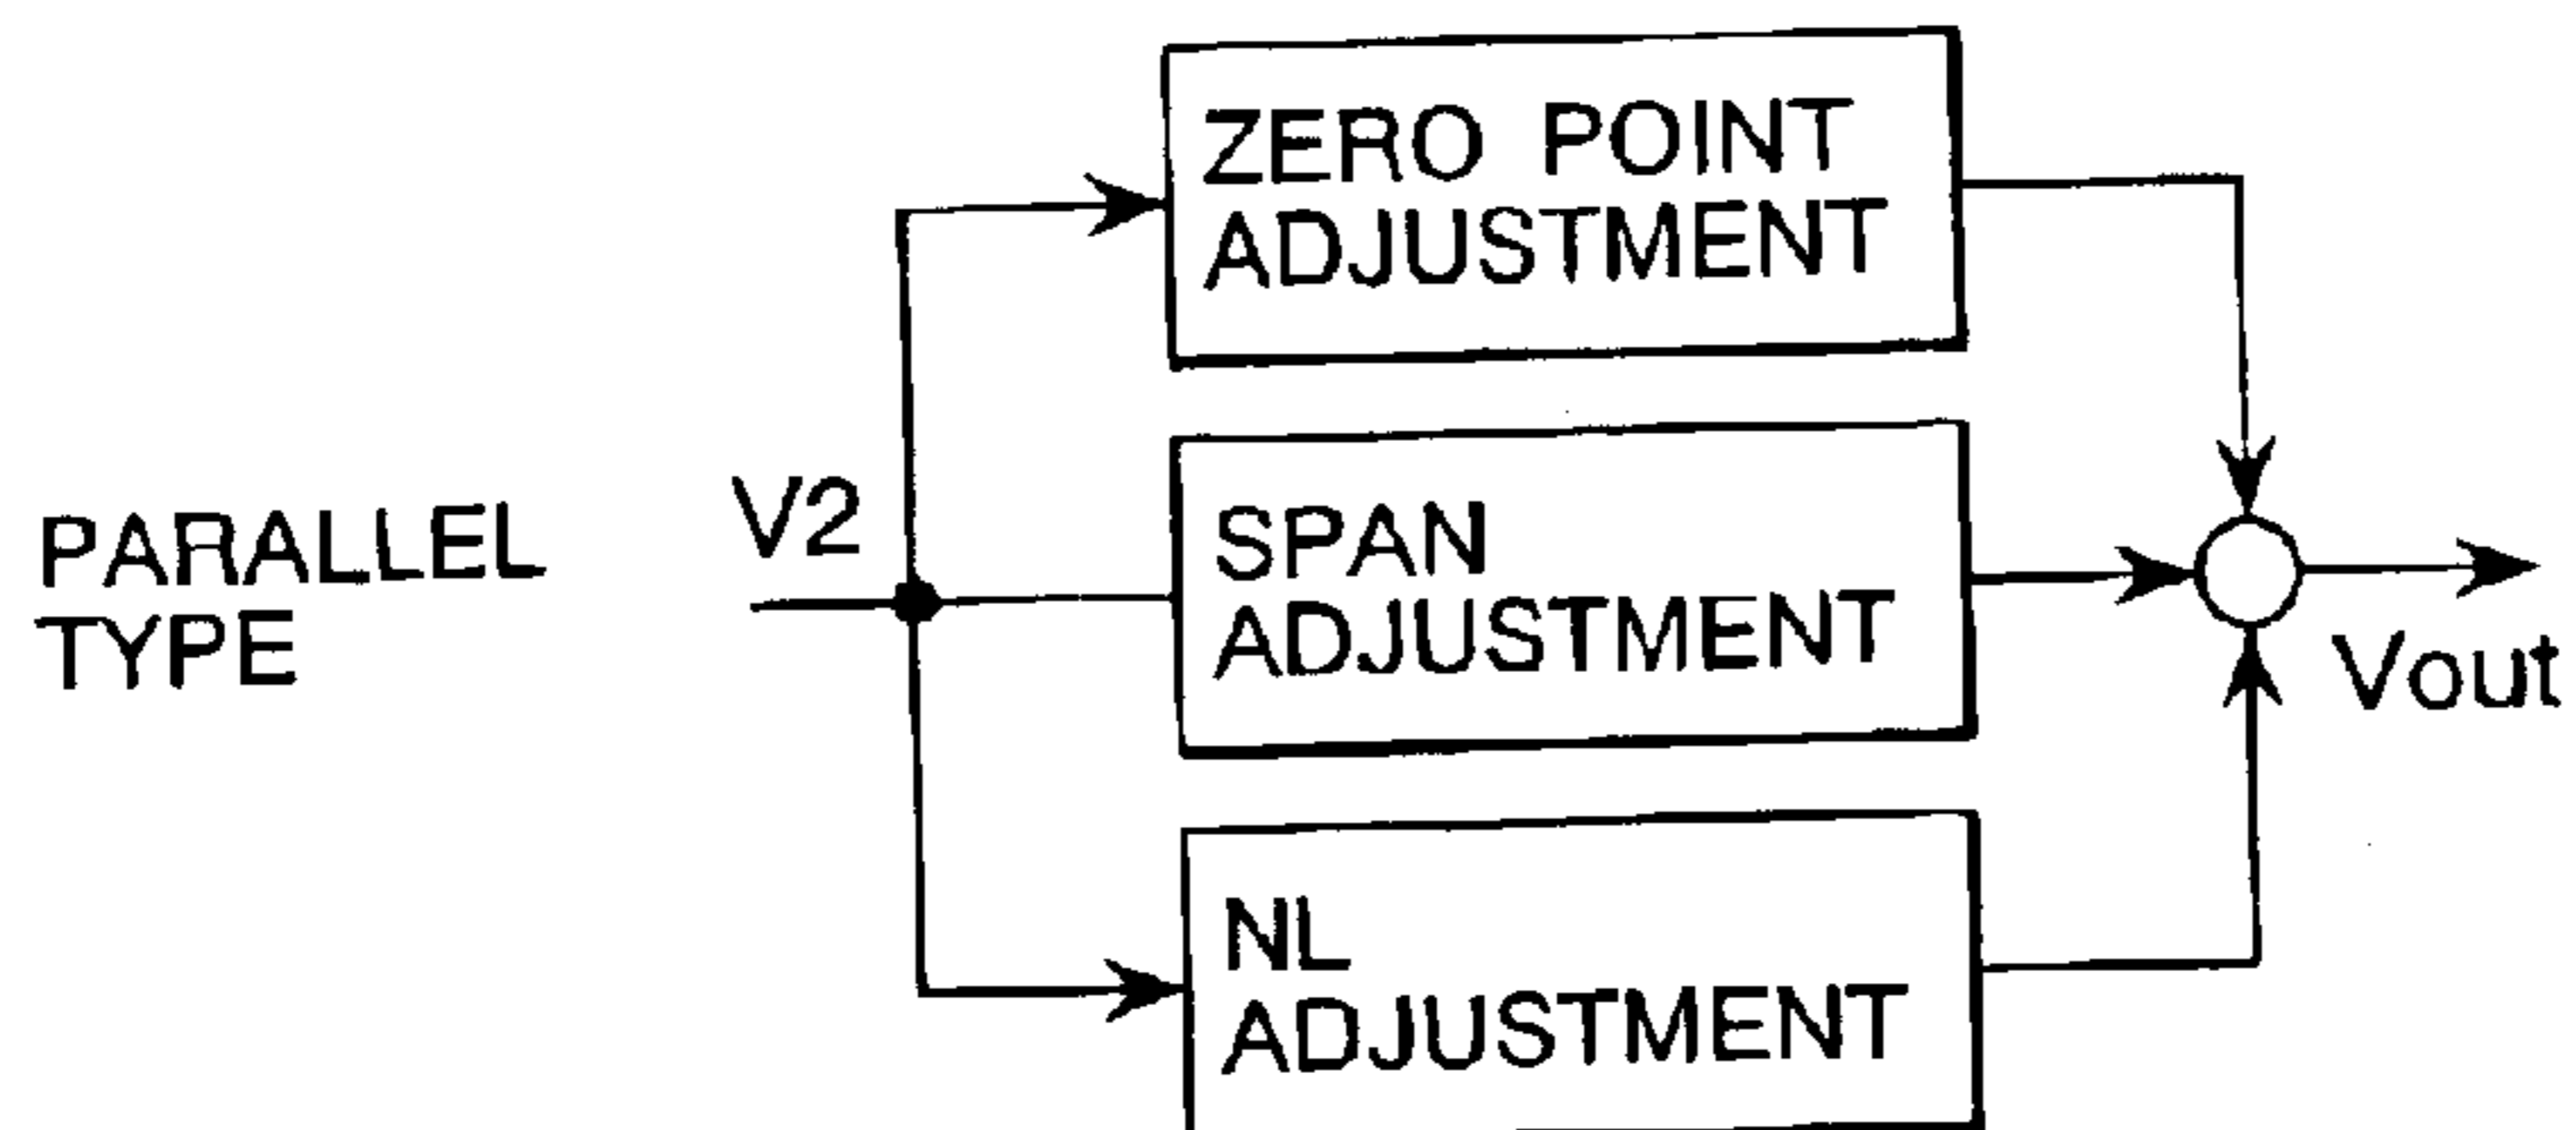 ZERO POINT
ADJUSTMENT
PARALLEL
TYPE
V2
SPAN
ADJUSTMENT
Vout
NL
ADJUSTMENT